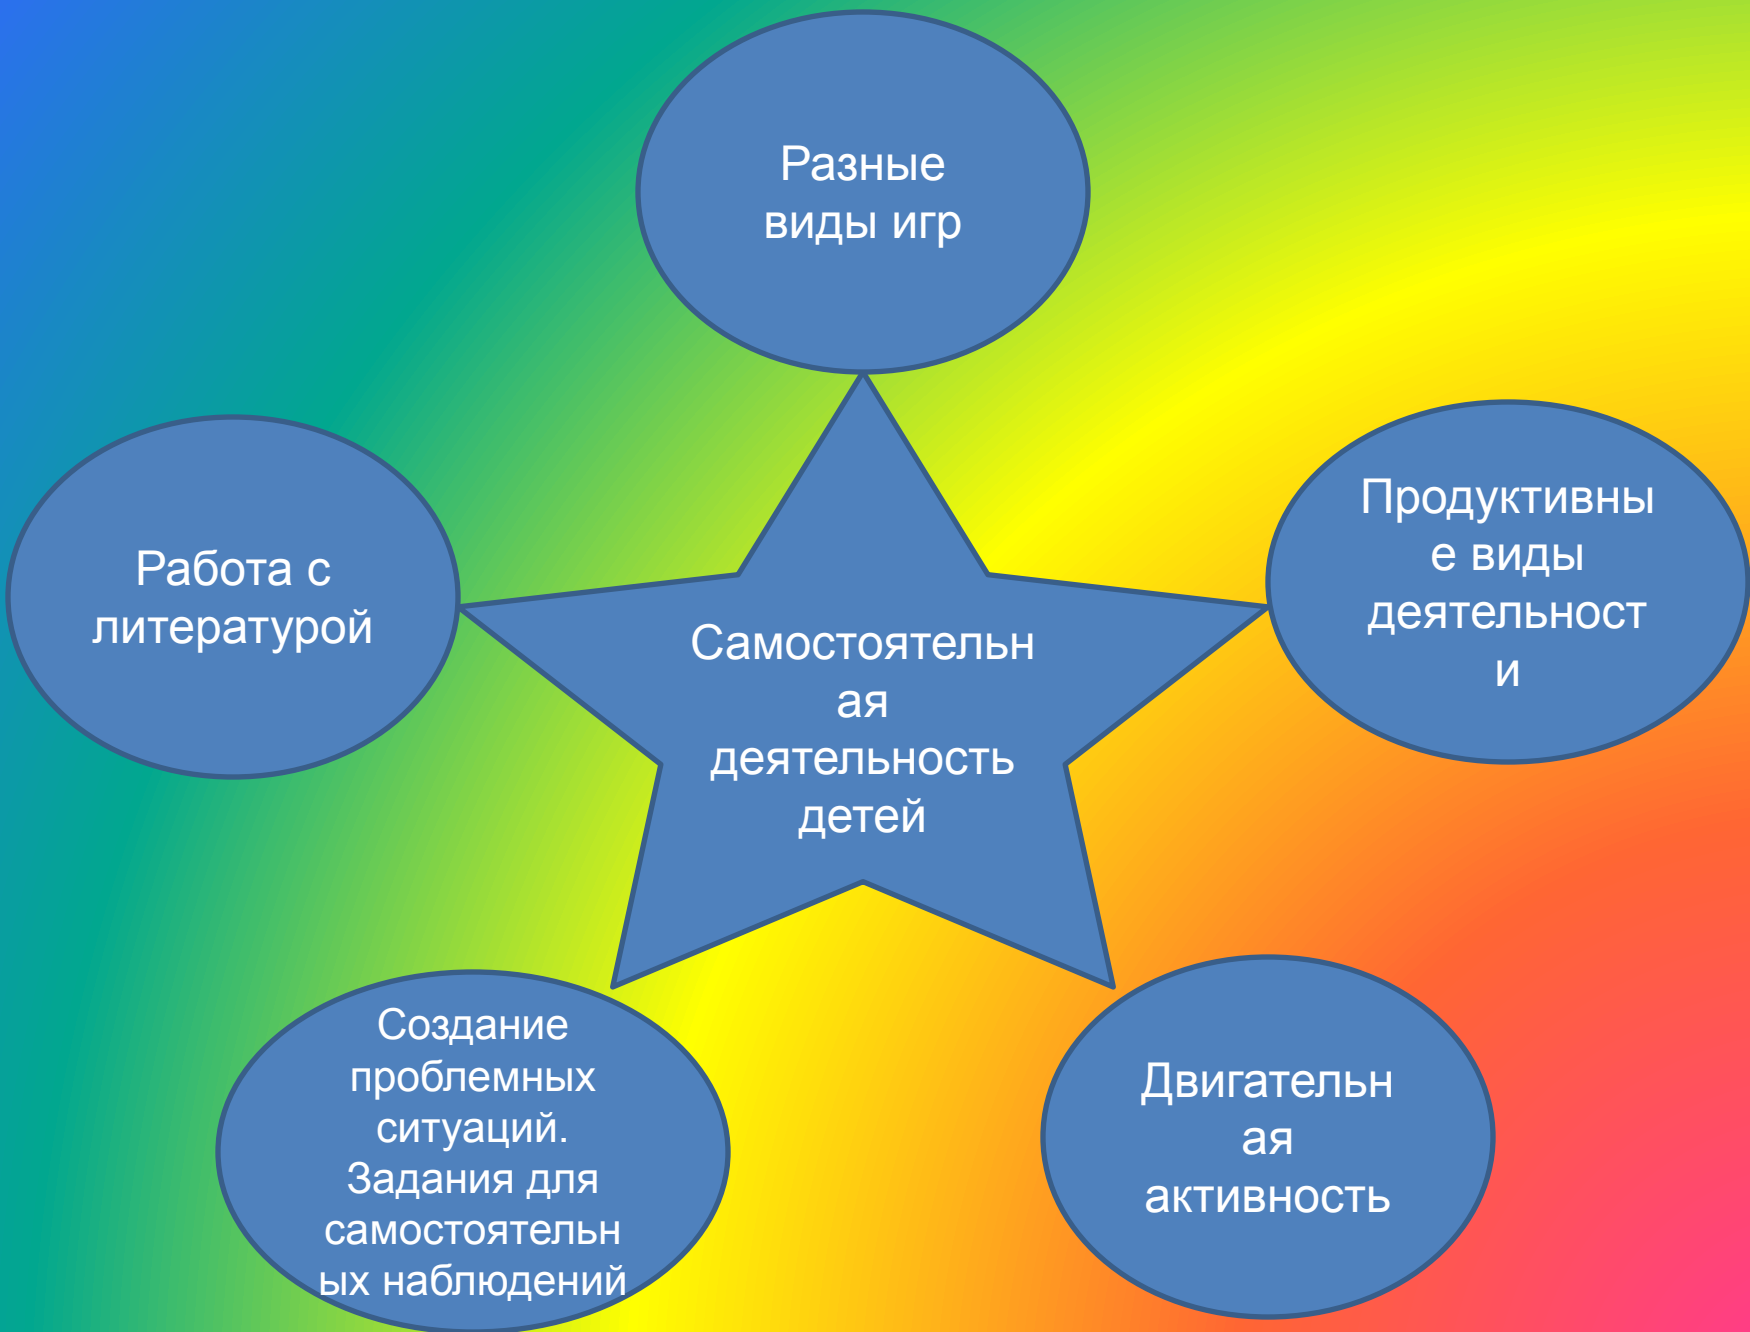 Разные
виды игр
Работа с
литературой
Самостоятельн
ая
деятельность
детей
Продуктивны
е виды
деятельност
и
Создание
проблемных
ситуаций.
Задания для
самостоятельн
ых наблюдений
Двигательн
ая
активность